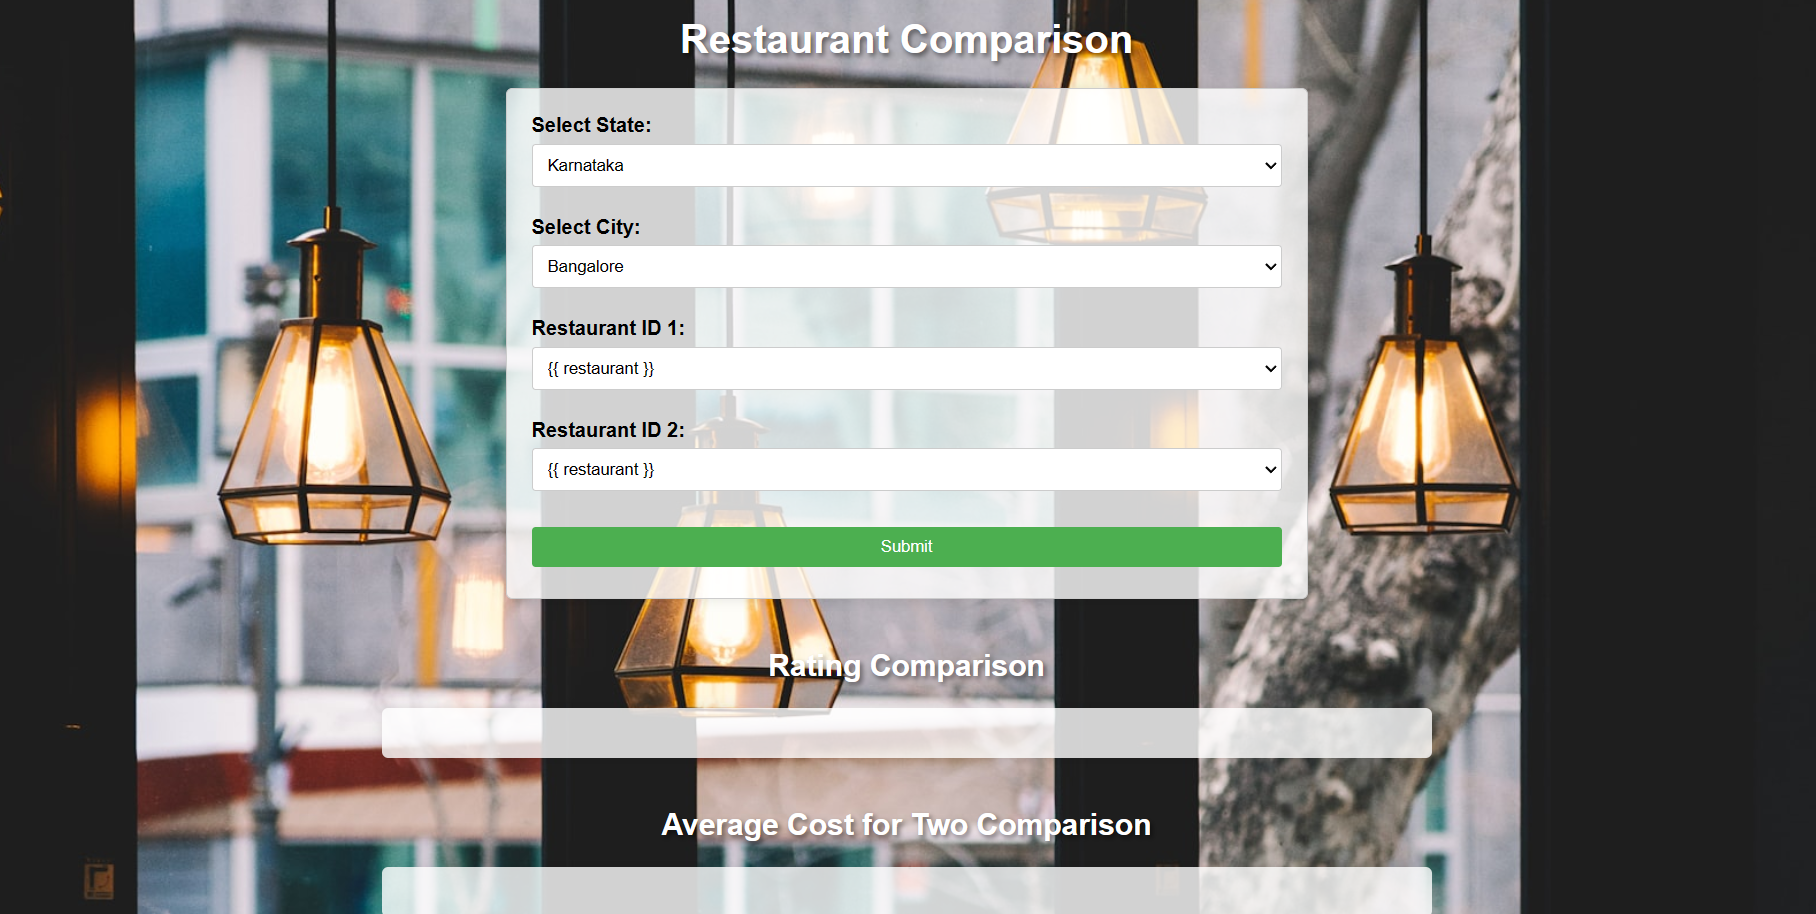 Restaurant Comparison
Select State:
Karnataka
Select City:
Bangalore
Restaurant ID 1:
{{ restaurant }}
Restaurant ID 2:
{{ restaurant }}
Submit
Rating Comparison
Average Cost for Two Comparison